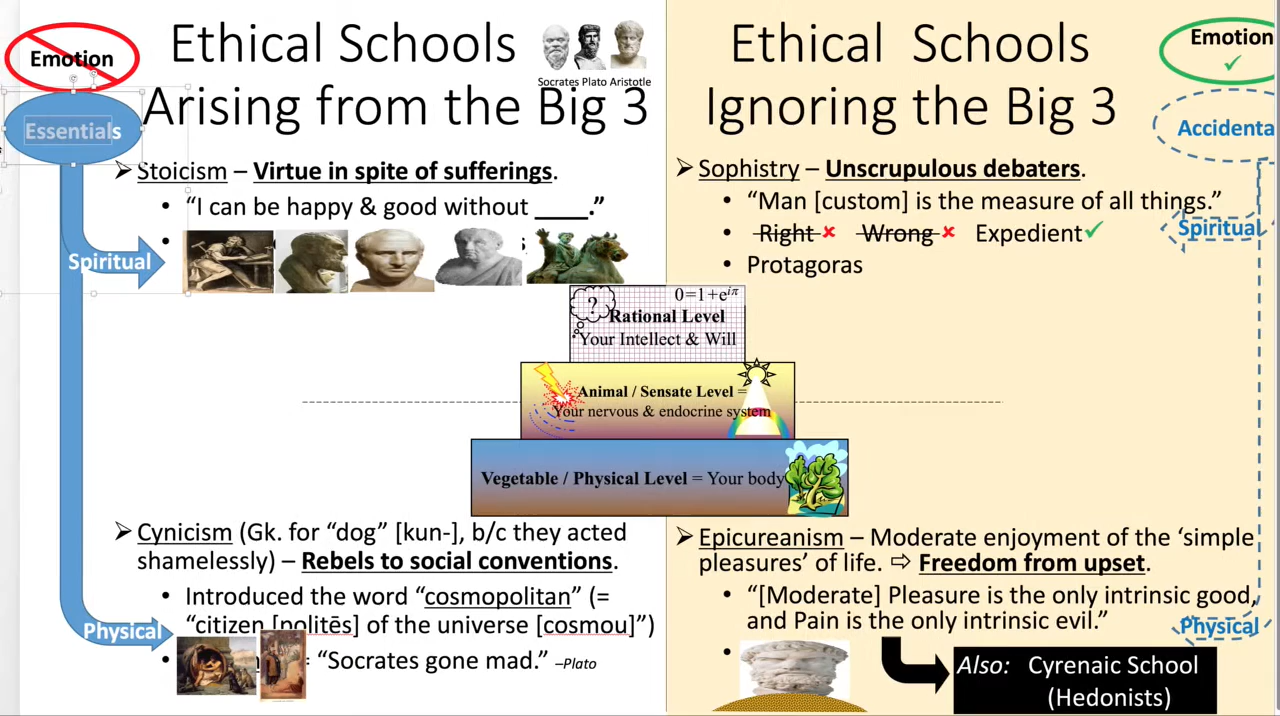 Emotion
Essentials
Spiritual
Physical
Ethical Schools
Socrates Plato Aristotle
Arising from the Big 3
➢ Stoicism – Virtue in spite of sufferings.
• “I can be happy & good without ____.”
•
➢ Cynicism (Gk. for “dog” [kun-], b/c they acted
shamelessly) – Rebels to social conventions.
• Introduced the word “cosmopolitan” (=
“citizen [politēs] of the universe [cosmou]”)
• = “Socrates gone mad.” –Plato
? 0=1+e^{iπ}
Rational Level
Your Intellect & Will
Animal / Sensate Level =
Your nervous & endocrine system
Vegetable / Physical Level = Your body
Ethical Schools
Ignoring the Big 3
➢ Sophistry – Unscrupulous debaters.
• “Man [custom] is the measure of all things.”
• Right ✘ Wrong ✘ Expedient ✓
• Protagoras
➢ Epicureanism – Moderate enjoyment of the ‘simple
pleasures’ of life. ⇨ Freedom from upset.
• “[Moderate] Pleasure is the only intrinsic good,
and Pain is the only intrinsic evil.”
•
Also: Cyrenaic School
(Hedonists)
Emotion
✓
Accidenta
Spiritual
Physical